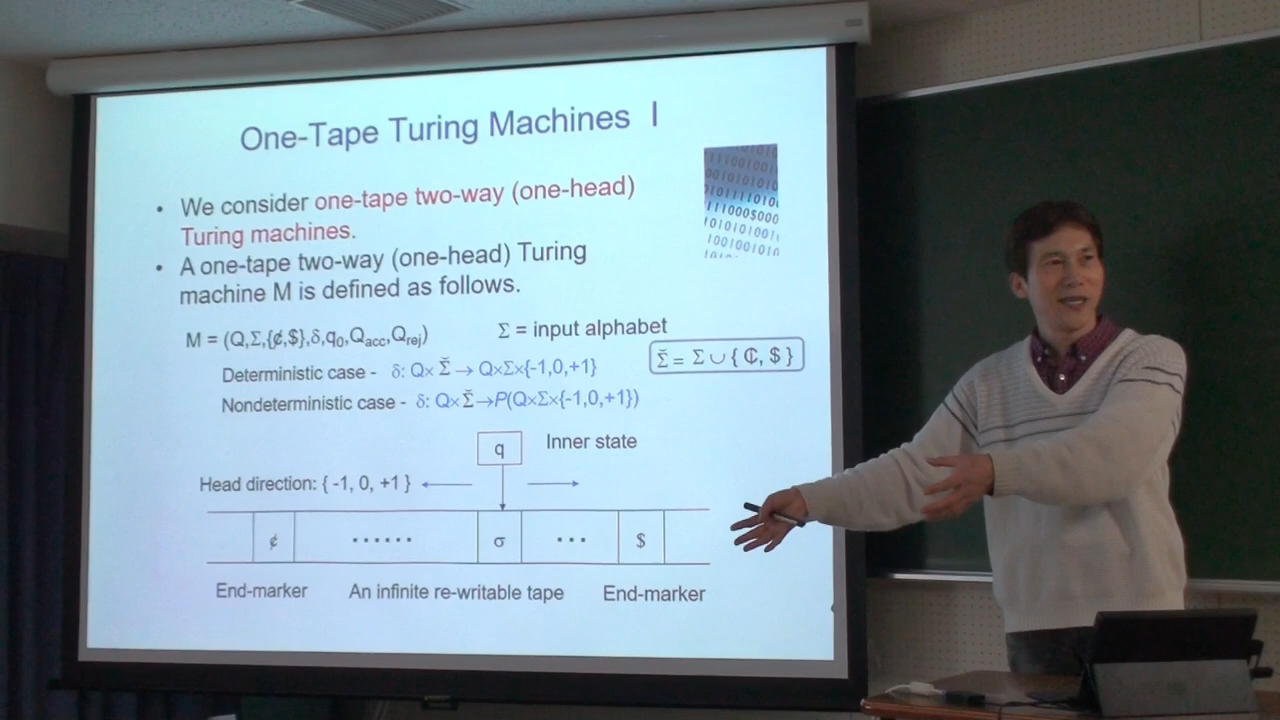 One-Tape Turing Machines I
• We consider one-tape two-way (one-head)
Turing machines.
• A one-tape two-way (one-head) Turing
machine M is defined as follows.
M = (Q,Σ,{¢,$},δ,q₀,Qacc,Qrej)
Σ = input alphabet
Σ̆ = Σ ∪ { ₵, $ }
Deterministic case - δ: Q× Σ̆ → Q×Σ×{-1,0,+1}
Nondeterministic case - δ: Q×Σ̆→P(Q×Σ×{-1,0,+1})
q
Inner state
Head direction: { -1, 0, +1 }
¢ ······ σ ··· $
End-marker An infinite re-writable tape End-marker